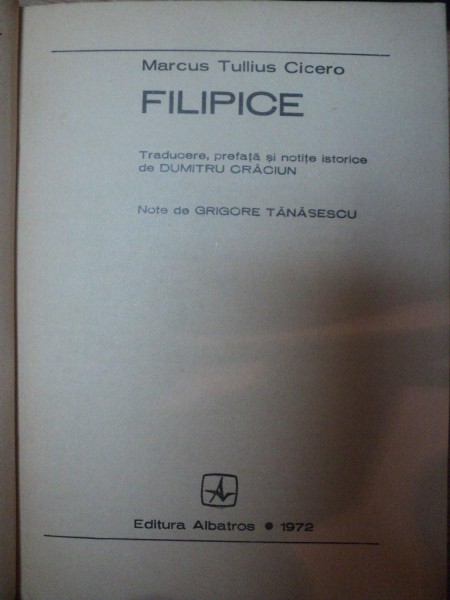 Marcus Tullius Cicero
FILIPICE
Traducere, prefață și notițe istorice
de DUMITRU CRĂCIUN
Note de GRIGORE TĂNĂSESCU
Editura Albatros • 1972